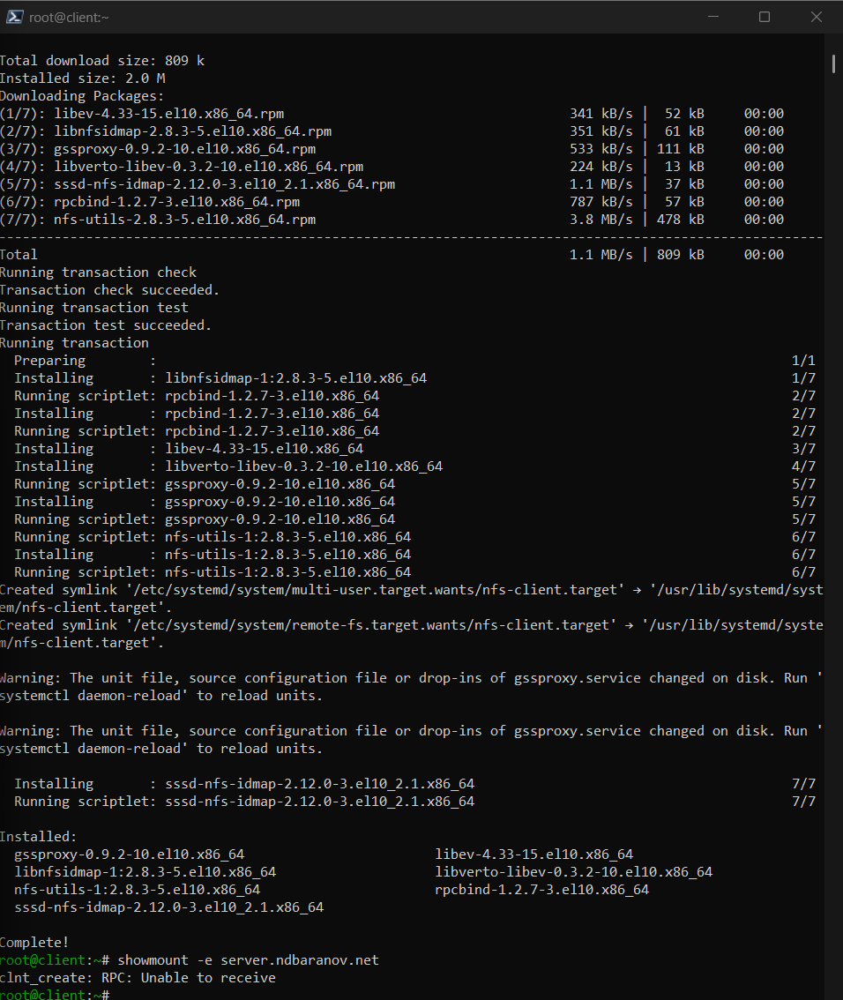 root@client:~
Total download size: 809 k
Installed size: 2.0 M
Downloading Packages:
(1/7): libev-4.33-15.el10.x86_64.rpm 341 kB/s | 52 kB 00:00
(2/7): libnfsidmap-2.8.3-5.el10.x86_64.rpm 351 kB/s | 61 kB 00:00
(3/7): gssproxy-0.9.2-10.el10.x86_64.rpm 533 kB/s | 111 kB 00:00
(4/7): libverto-libev-0.3.2-10.el10.x86_64.rpm 224 kB/s | 13 kB 00:00
(5/7): sssd-nfs-idmap-2.12.0-3.el10_2.1.x86_64.rpm 1.1 MB/s | 37 kB 00:00
(6/7): rpcbind-1.2.7-3.el10.x86_64.rpm 787 kB/s | 57 kB 00:00
(7/7): nfs-utils-2.8.3-5.el10.x86_64.rpm 3.8 MB/s | 478 kB 00:00
--------------------------------------------------------------------------------------------------------
Total 1.1 MB/s | 809 kB 00:00
Running transaction check
Transaction check succeeded.
Running transaction test
Transaction test succeeded.
Running transaction
Preparing : 1/1
Installing : libnfsidmap-1:2.8.3-5.el10.x86_64 1/7
Running scriptlet: rpcbind-1.2.7-3.el10.x86_64 2/7
Installing : rpcbind-1.2.7-3.el10.x86_64 2/7
Running scriptlet: rpcbind-1.2.7-3.el10.x86_64 2/7
Installing : libev-4.33-15.el10.x86_64 3/7
Installing : libverto-libev-0.3.2-10.el10.x86_64 4/7
Running scriptlet: gssproxy-0.9.2-10.el10.x86_64 5/7
Installing : gssproxy-0.9.2-10.el10.x86_64 5/7
Running scriptlet: gssproxy-0.9.2-10.el10.x86_64 5/7
Running scriptlet: nfs-utils-1:2.8.3-5.el10.x86_64 6/7
Installing : nfs-utils-1:2.8.3-5.el10.x86_64 6/7
Running scriptlet: nfs-utils-1:2.8.3-5.el10.x86_64 6/7
Created symlink '/etc/systemd/system/multi-user.target.wants/nfs-client.target' → '/usr/lib/systemd/syst
em/nfs-client.target'.
Created symlink '/etc/systemd/system/remote-fs.target.wants/nfs-client.target' → '/usr/lib/systemd/syste
m/nfs-client.target'.
Warning: The unit file, source configuration file or drop-ins of gssproxy.service changed on disk. Run '
systemctl daemon-reload' to reload units.
Warning: The unit file, source configuration file or drop-ins of gssproxy.service changed on disk. Run '
systemctl daemon-reload' to reload units.
Installing : sssd-nfs-idmap-2.12.0-3.el10_2.1.x86_64 7/7
Running scriptlet: sssd-nfs-idmap-2.12.0-3.el10_2.1.x86_64 7/7
Installed:
gssproxy-0.9.2-10.el10.x86_64 libev-4.33-15.el10.x86_64
libnfsidmap-1:2.8.3-5.el10.x86_64 libverto-libev-0.3.2-10.el10.x86_64
nfs-utils-1:2.8.3-5.el10.x86_64 rpcbind-1.2.7-3.el10.x86_64
sssd-nfs-idmap-2.12.0-3.el10_2.1.x86_64
Complete!
root@client:~# showmount -e server.ndbaranov.net
clnt_create: RPC: Unable to receive
root@client:~#